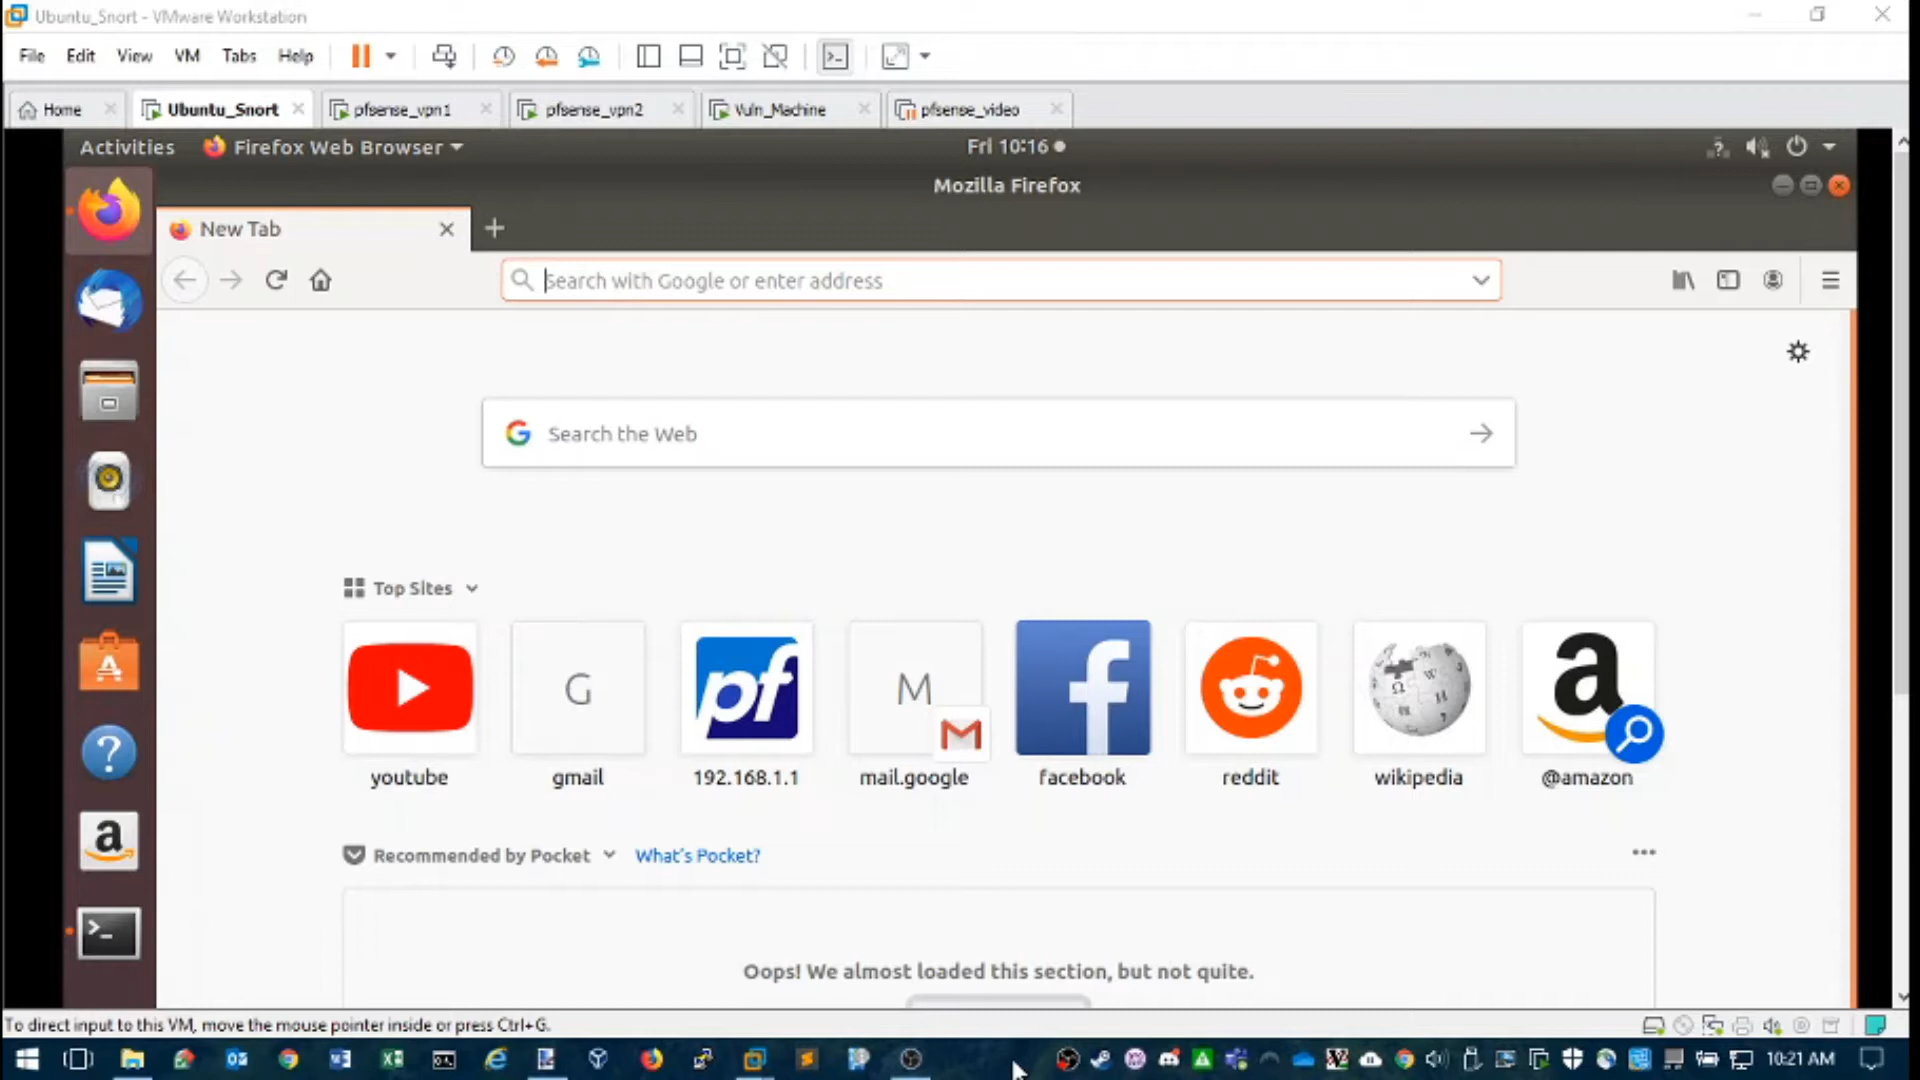 Ubuntu_Snort - VMware Workstation
File Edit View VM Tabs Help
Home Ubuntu_Snort pfsense_vpn1 pfsense_vpn2 Vuln_Machine pfsense_video
Activities Firefox Web Browser Fri 10:16
Mozilla Firefox
New Tab
Search with Google or enter address
Search the Web
Top Sites
G pf M f a
youtube gmail 192.168.1.1 mail.google facebook reddit wikipedia @amazon
Recommended by Pocket What's Pocket?
Oops! We almost loaded this section, but not quite.
To direct input to this VM, move the mouse pointer inside or press Ctrl+G.
10:21 AM